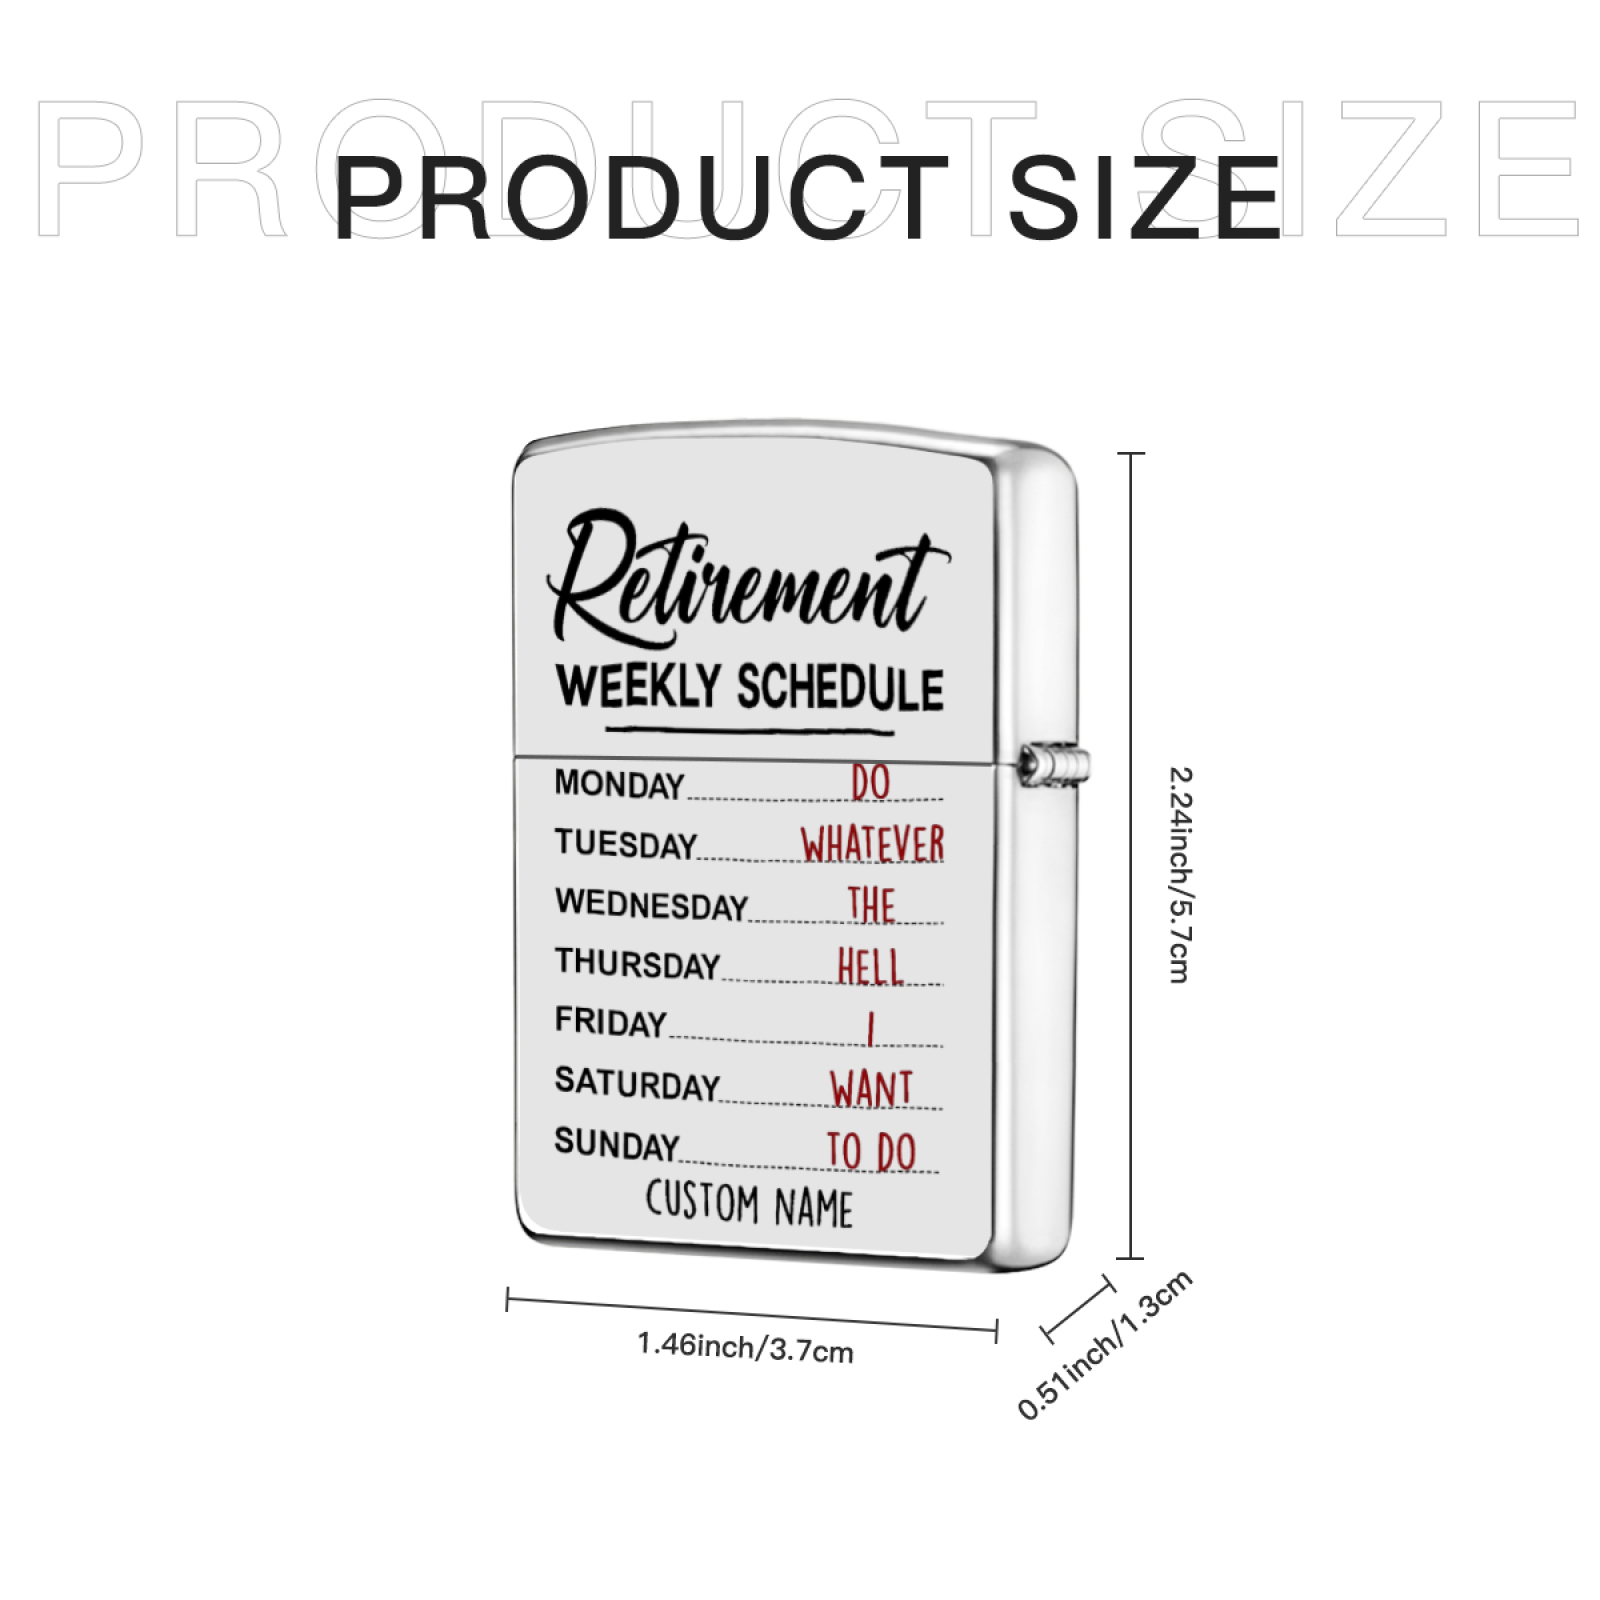 PRODUCT SIZE
PRODUCT SIZE
Retirement
WEEKLY SCHEDULE
MONDAY DO
TUESDAY WHATEVER
WEDNESDAY THE
THURSDAY HELL
FRIDAY I
SATURDAY WANT
SUNDAY TO DO
CUSTOM NAME
2.24inch/5.7cm
1.46inch/3.7cm
0.51inch/1.3cm